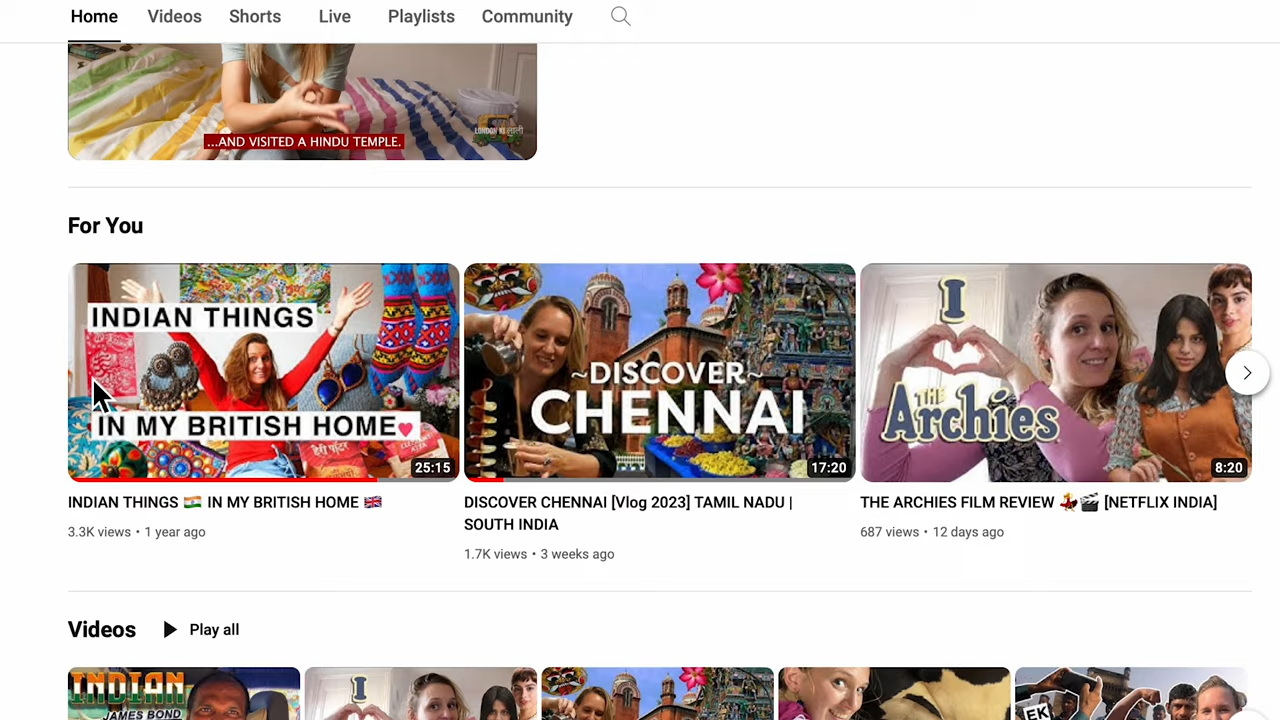 Home Videos Shorts Live Playlists Community
...AND VISITED A HINDU TEMPLE.
LONDON KI लाली
For You
INDIAN THINGS
IN MY BRITISH HOME♥
25:15
~DISCOVER~
CHENNAI
17:20
I
THE
Archies
8:20
INDIAN THINGS 🇮🇳 IN MY BRITISH HOME 🇬🇧
3.3K views • 1 year ago
DISCOVER CHENNAI [Vlog 2023] TAMIL NADU |
SOUTH INDIA
1.7K views • 3 weeks ago
THE ARCHIES FILM REVIEW 💃🎬 [NETFLIX INDIA]
687 views • 12 days ago
Videos Play all
INDIAN
JAMES BOND
I
EK